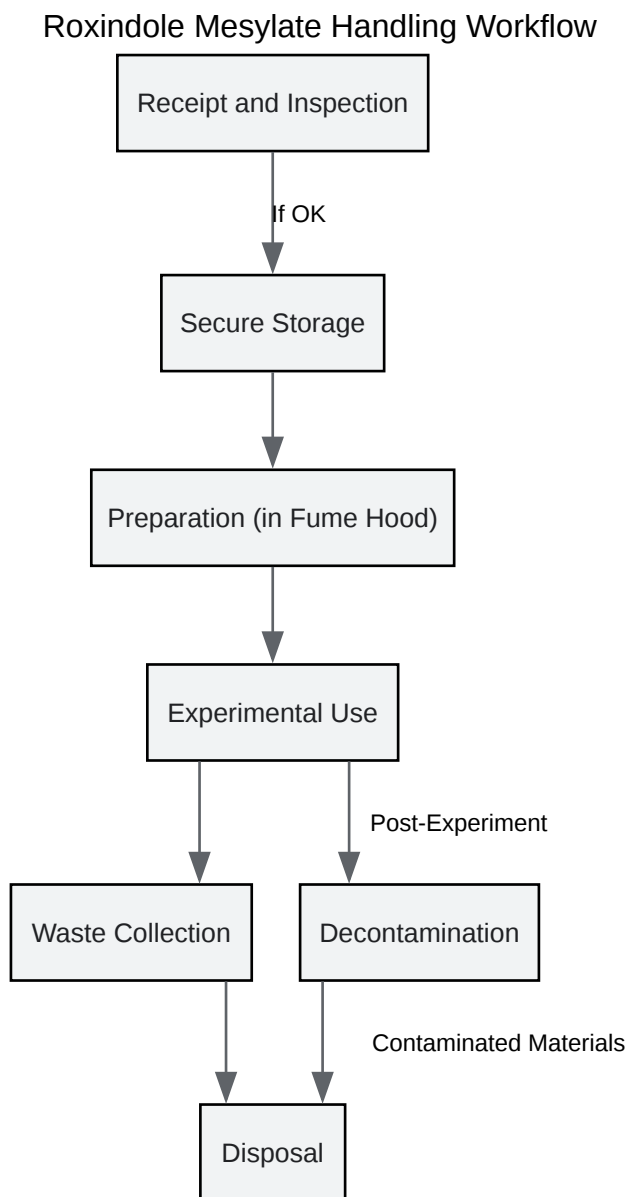 Roxindole Mesylate Handling Workflow
Receipt and Inspection
If OK
Secure Storage
Preparation (in Fume Hood)
Experimental Use
Post-Experiment
Waste Collection
Decontamination
Contaminated Materials
Disposal